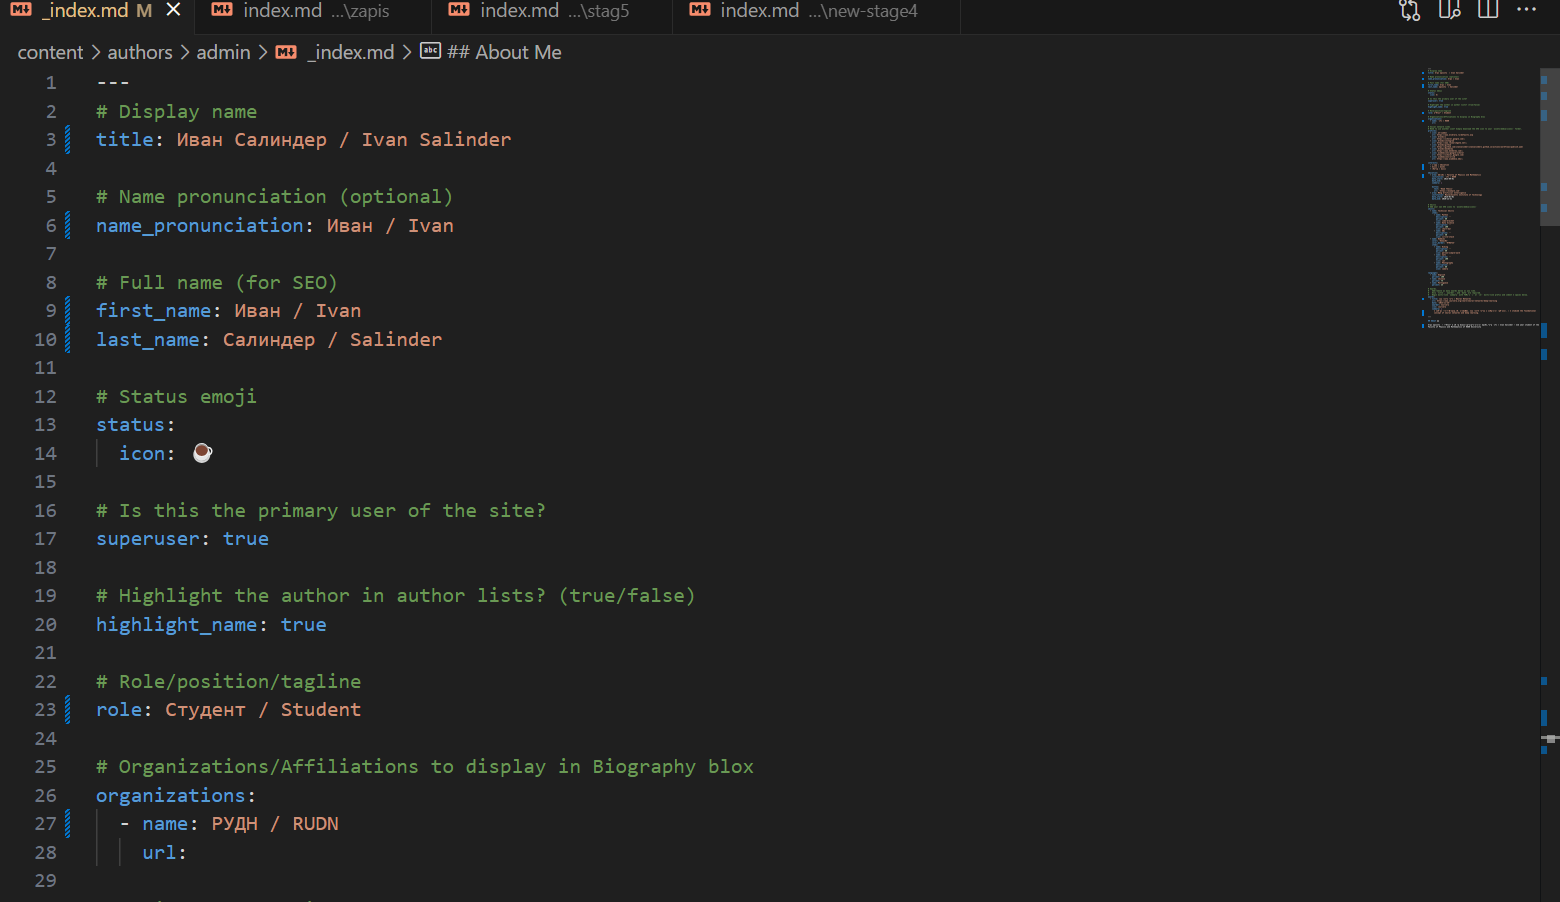 _index.md M
index.md ...\zapis
index.md ...\stag5
index.md ...\new-stage4
content > authors > admin > _index.md > ## About Me
1 ---
2 # Display name
3 title: Иван Салиндер / Ivan Salinder
4
5 # Name pronunciation (optional)
6 name_pronunciation: Иван / Ivan
7
8 # Full name (for SEO)
9 first_name: Иван / Ivan
10 last_name: Салиндер / Salinder
11
12 # Status emoji
13 status:
14 icon: ☕
15
16 # Is this the primary user of the site?
17 superuser: true
18
19 # Highlight the author in author lists? (true/false)
20 highlight_name: true
21
22 # Role/position/tagline
23 role: Студент / Student
24
25 # Organizations/Affiliations to display in Biography blox
26 organizations:
27 - name: РУДН / RUDN
28 url:
29